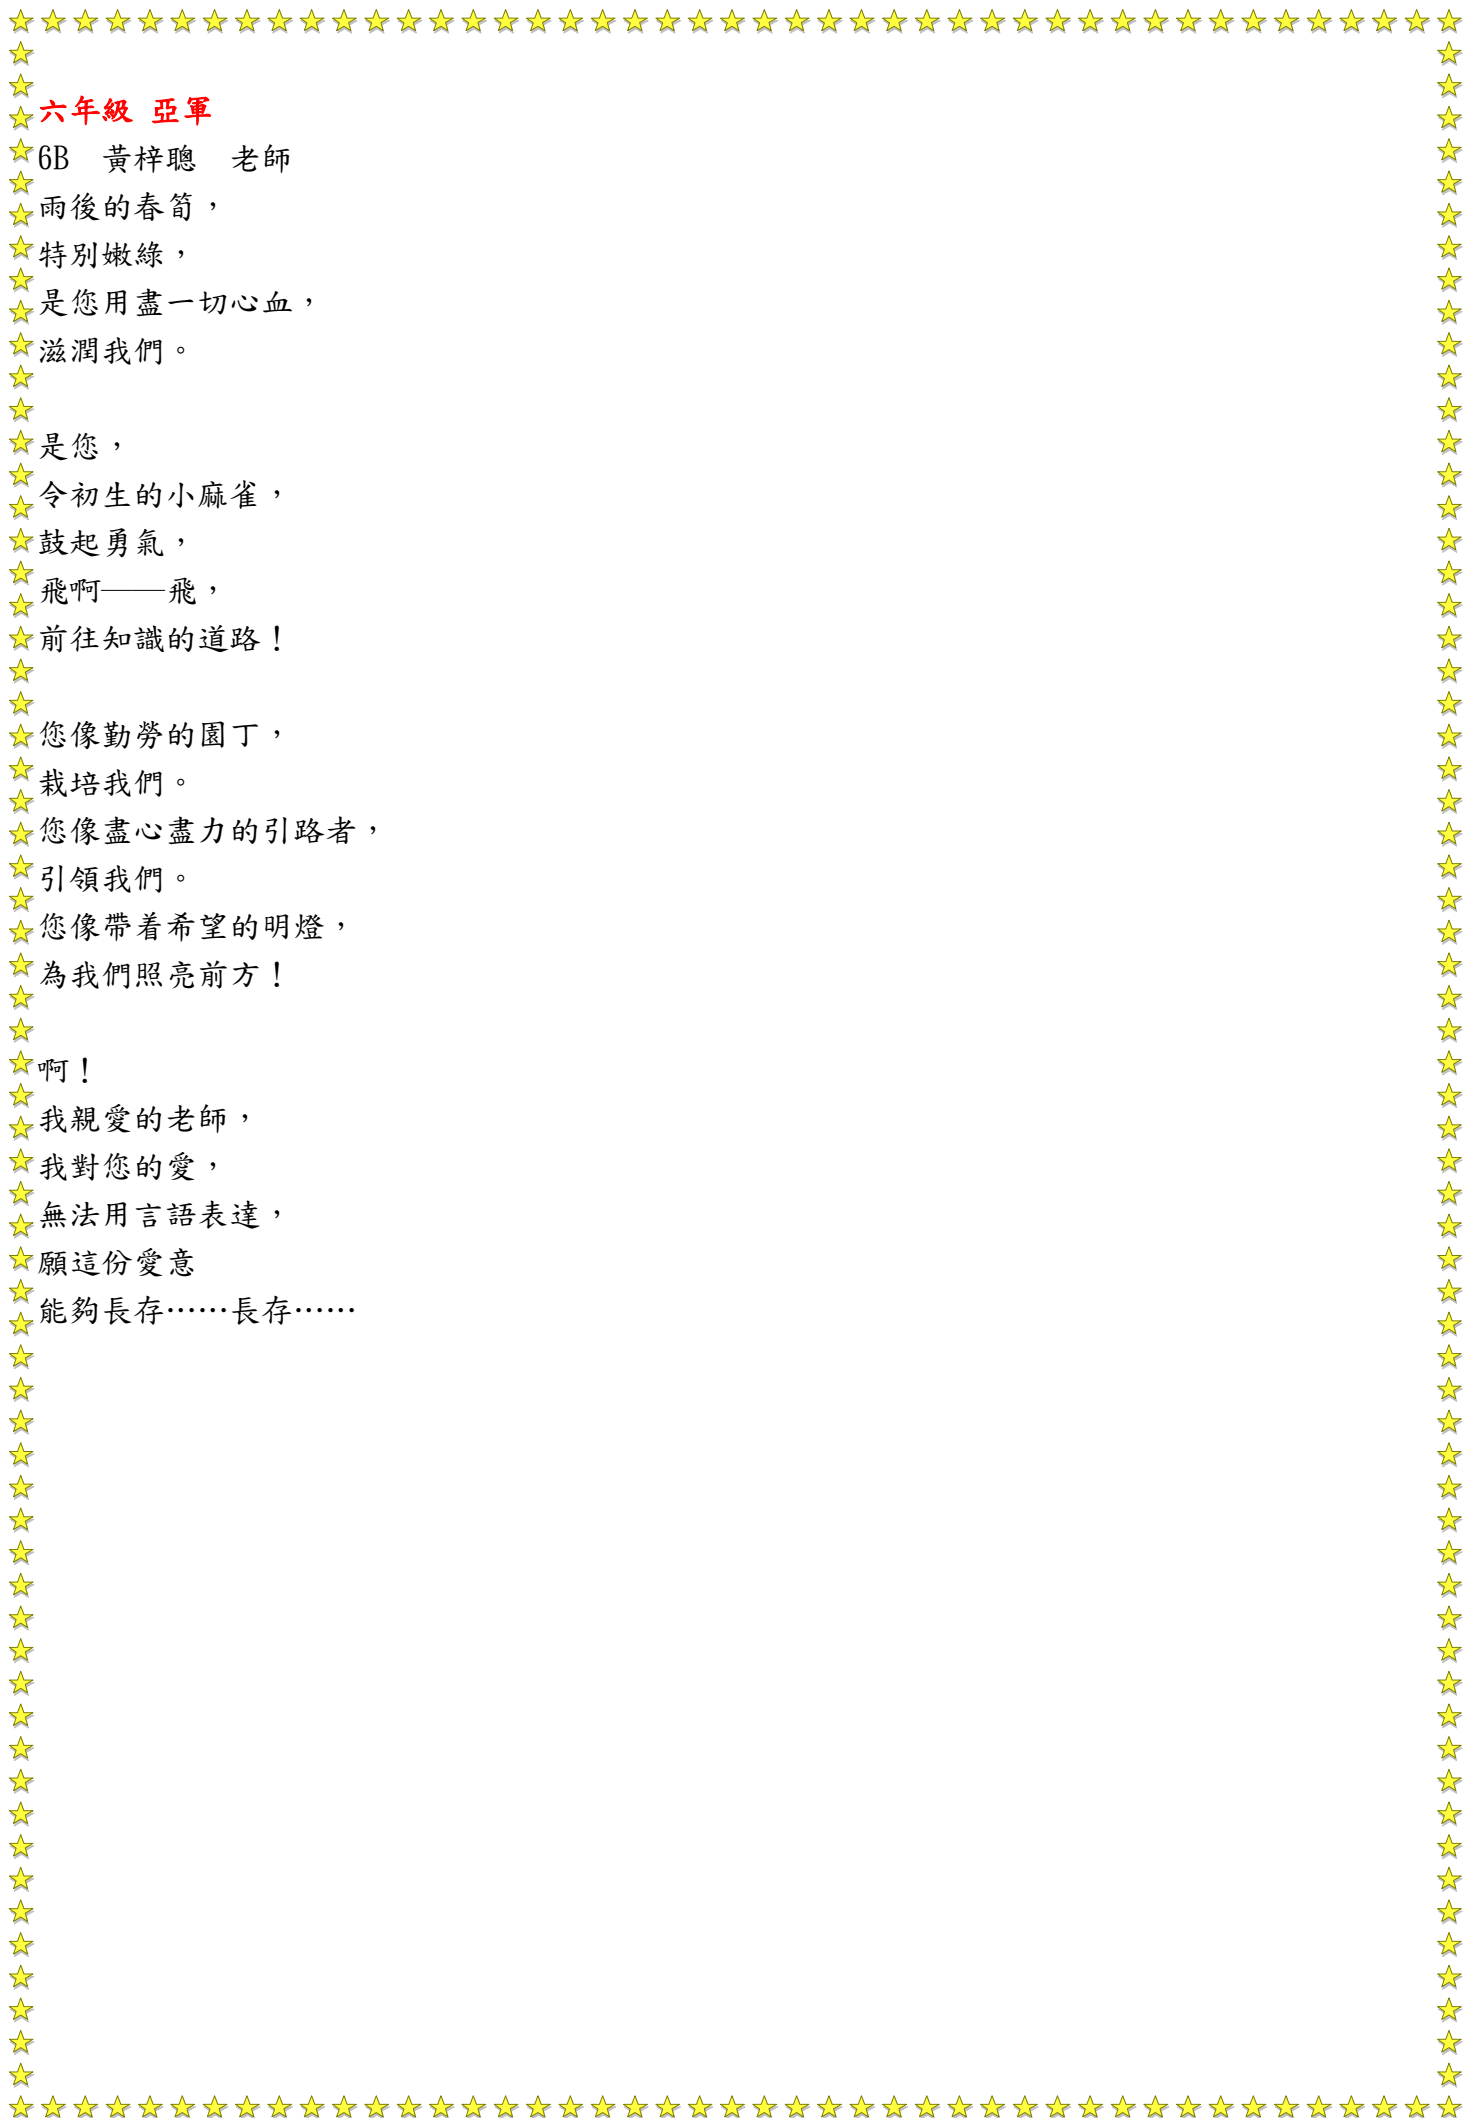 六年級 亞軍
6B 黃梓聰 老師
雨後的春筍，
特別嫩綠，
是您用盡一切心血，
滋潤我們。
是您，
令初生的小麻雀，
鼓起勇氣，
飛啊——飛，
前往知識的道路！
您像勤勞的園丁，
栽培我們。
您像盡心盡力的引路者，
引領我們。
您像帶着希望的明燈，
為我們照亮前方！
啊！
我親愛的老師，
我對您的愛，
無法用言語表達，
願這份愛意
能夠長存……長存……